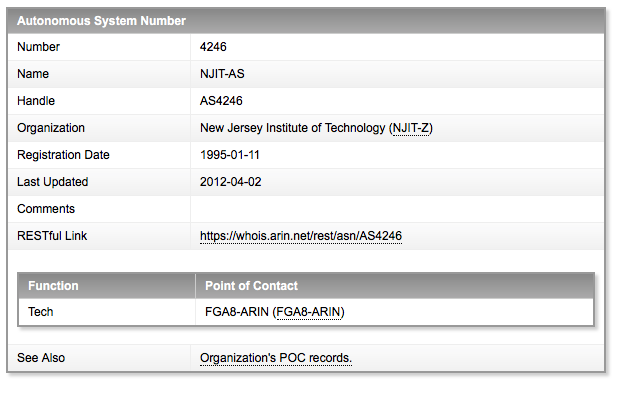 Autonomous System Number
Number 4246
Name NJIT-AS
Handle AS4246
Organization New Jersey Institute of Technology (NJIT-Z)
Registration Date 1995-01-11
Last Updated 2012-04-02
Comments
RESTful Link https://whois.arin.net/rest/asn/AS4246
Function Point of Contact
Tech FGA8-ARIN (FGA8-ARIN)
See Also Organization's POC records.